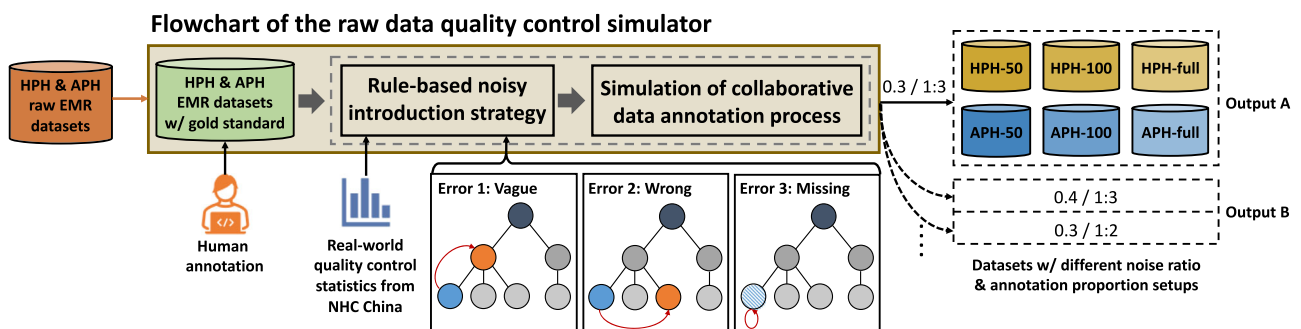 Flowchart of the raw data quality control simulator
HPH & APH
raw EMR
datasets
HPH & APH
EMR datasets
w/ gold standard
Rule-based noisy
introduction strategy
Simulation of collaborative
data annotation process
0.3 / 1:3
HPH-50
HPH-100
HPH-full
APH-50
APH-100
APH-full
Output A
0.4 / 1:3
0.3 / 1:2
Output B
Datasets w/ different noise ratio
& annotation proportion setups
</>
Human
annotation
Real-world
quality control
statistics from
NHC China
Error 1: Vague
Error 2: Wrong
Error 3: Missing